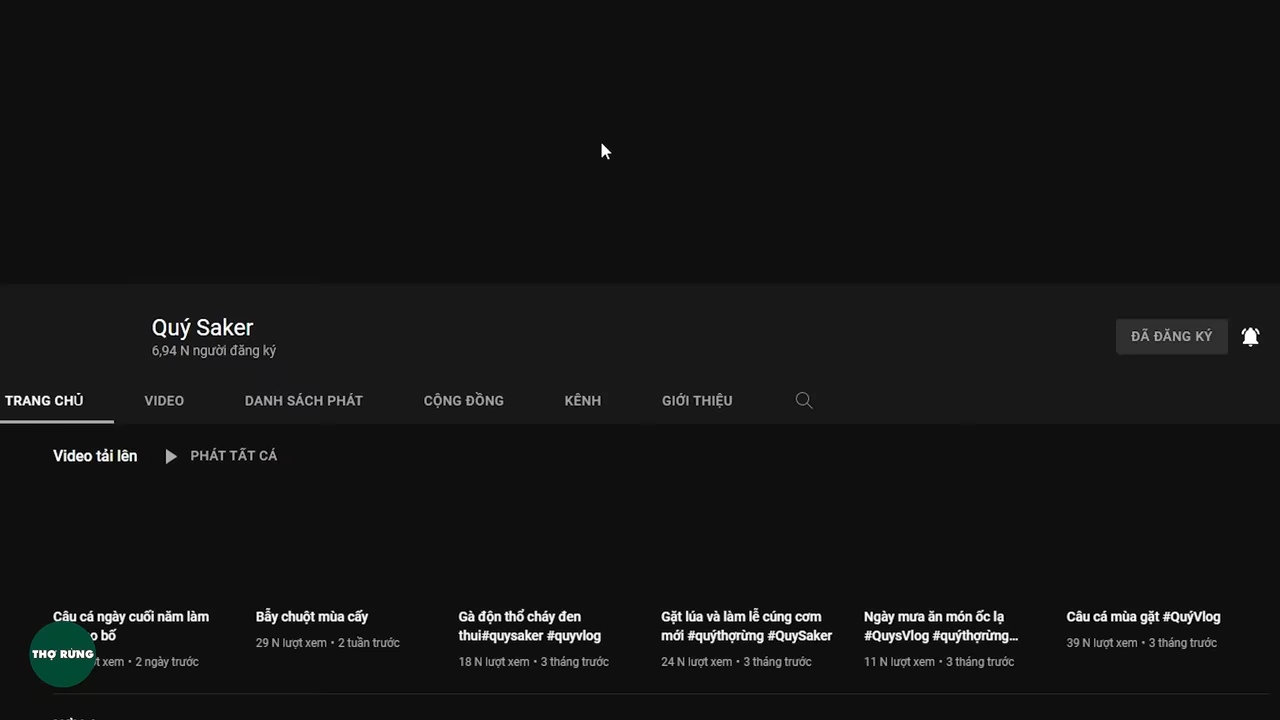 Quý Saker
6,94 N người đăng ký
ĐÃ ĐĂNG KÝ
TRANG CHỦ
VIDEO
DANH SÁCH PHÁT
CỘNG ĐỒNG
KÊNH
GIỚI THIỆU
Video tải lên
PHÁT TẤT CẢ
Câu cá ngày cuối năm làm
bố
xem • 2 ngày trước
Bẫy chuột mùa cấy
29 N lượt xem • 2 tuần trước
Gà độn thổ cháy đen
thui#quysaker #quyvlog
18 N lượt xem • 3 tháng trước
Gặt lúa và làm lễ cúng cơm
mới #quýthợrừng #QuySaker
24 N lượt xem • 3 tháng trước
Ngày mưa ăn món ốc lạ
#QuysVlog #quýthợrừng...
11 N lượt xem • 3 tháng trước
Câu cá mùa gặt #QuýVlog
39 N lượt xem • 3 tháng trước
THỢ RỪNG